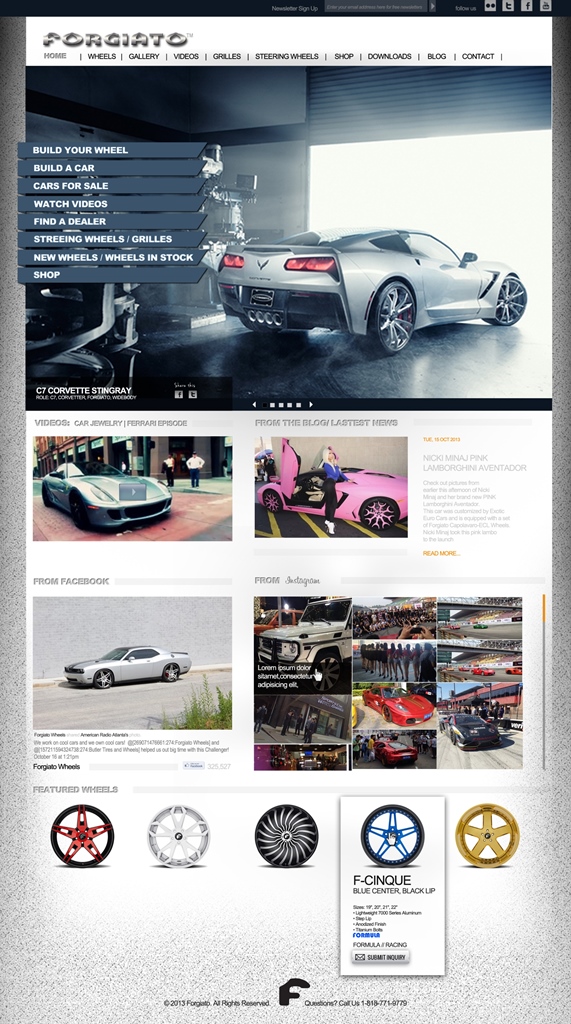 Newsletter Sign Up
Enter your email address here for free newsletters
follow us
FORGIATO™
HOME | WHEELS | GALLERY | VIDEOS | GRILLES | STEERING WHEELS | SHOP | DOWNLOADS | BLOG | CONTACT |
BUILD YOUR WHEEL
BUILD A CAR
CARS FOR SALE
WATCH VIDEOS
FIND A DEALER
STREEING WHEELS / GRILLES
NEW WHEELS / WHEELS IN STOCK
SHOP
C7 CORVETTE STINGRAY
ROLE: C7, CORVETTER, FORGIATO, WIDEBODY
Share this
VIDEOS: CAR JEWELRY | FERRARI EPISODE
FROM THE BLOG/ LASTEST NEWS
TUE, 15 OCT 2013
NICKI MINAJ PINK
LAMBORGHINI AVENTADOR
Check out pictures from
earlier this afternoon of Nicki
Minaj and her brand new PINK
Lamborghini Aventador.
This car was customized by Exotic
Euro Cars and is equipped with a set
of Forgiato Capolavaro-ECL Wheels.
Nicki Minaj took this pink lambo
to the launch
READ MORE...
FROM FACEBOOK
Forgiato Wheels shared American Radio Atlanta's photo.
We work on cool cars and we own cool cars!. @[269071476661:274:Forgiato Wheels] and
@[157211594324738:274:Butler Tires and Wheels] helped us out big time with this Challenger!
October 16 at 1:21pm
Forgiato Wheels
325,527
FROM Instagram
Lorem ipsum dolor
sitamet,consectetur
adipisicing elit,
FEATURED WHEELS
F-CINQUE
BLUE CENTER, BLACK LIP
Sizes: 19", 20", 21", 22"
• Lightweight 7000 Series Aluminum
• Step Lip
• Anodized Finish
• Titanium Bolts
FORMULA
FORMULA // RACING
SUBMIT INQUIRY
© 2013 Forgiato. All Rights Reserved. Questions? Call Us 1-818-771-9779